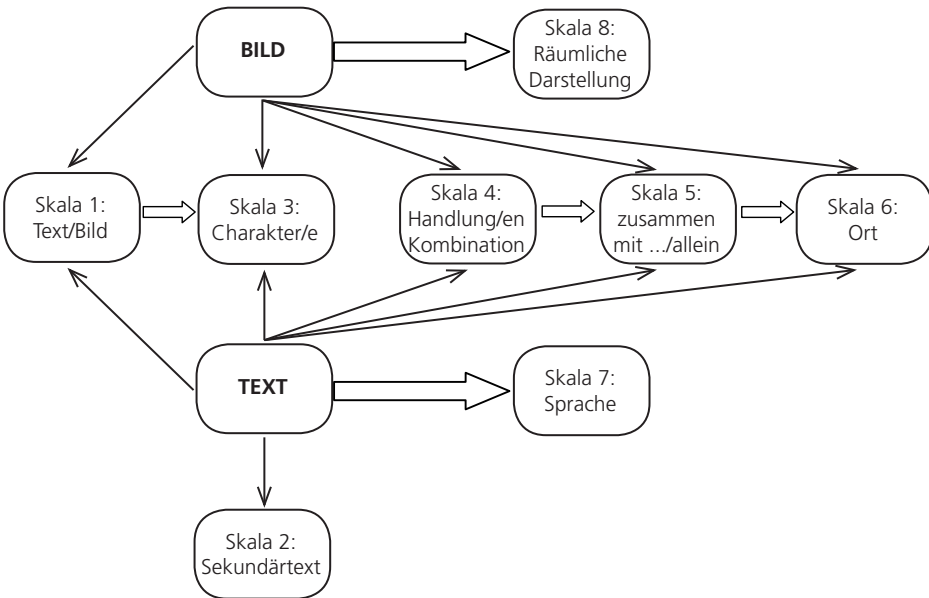 BILD
Skala 8:
Räumliche
Darstellung
Skala 1:
Text/Bild
Skala 3:
Charakter/e
Skala 4:
Handlung/en
Kombination
Skala 5:
zusammen
mit .../allein
Skala 6:
Ort
TEXT
Skala 7:
Sprache
Skala 2:
Sekundärtext